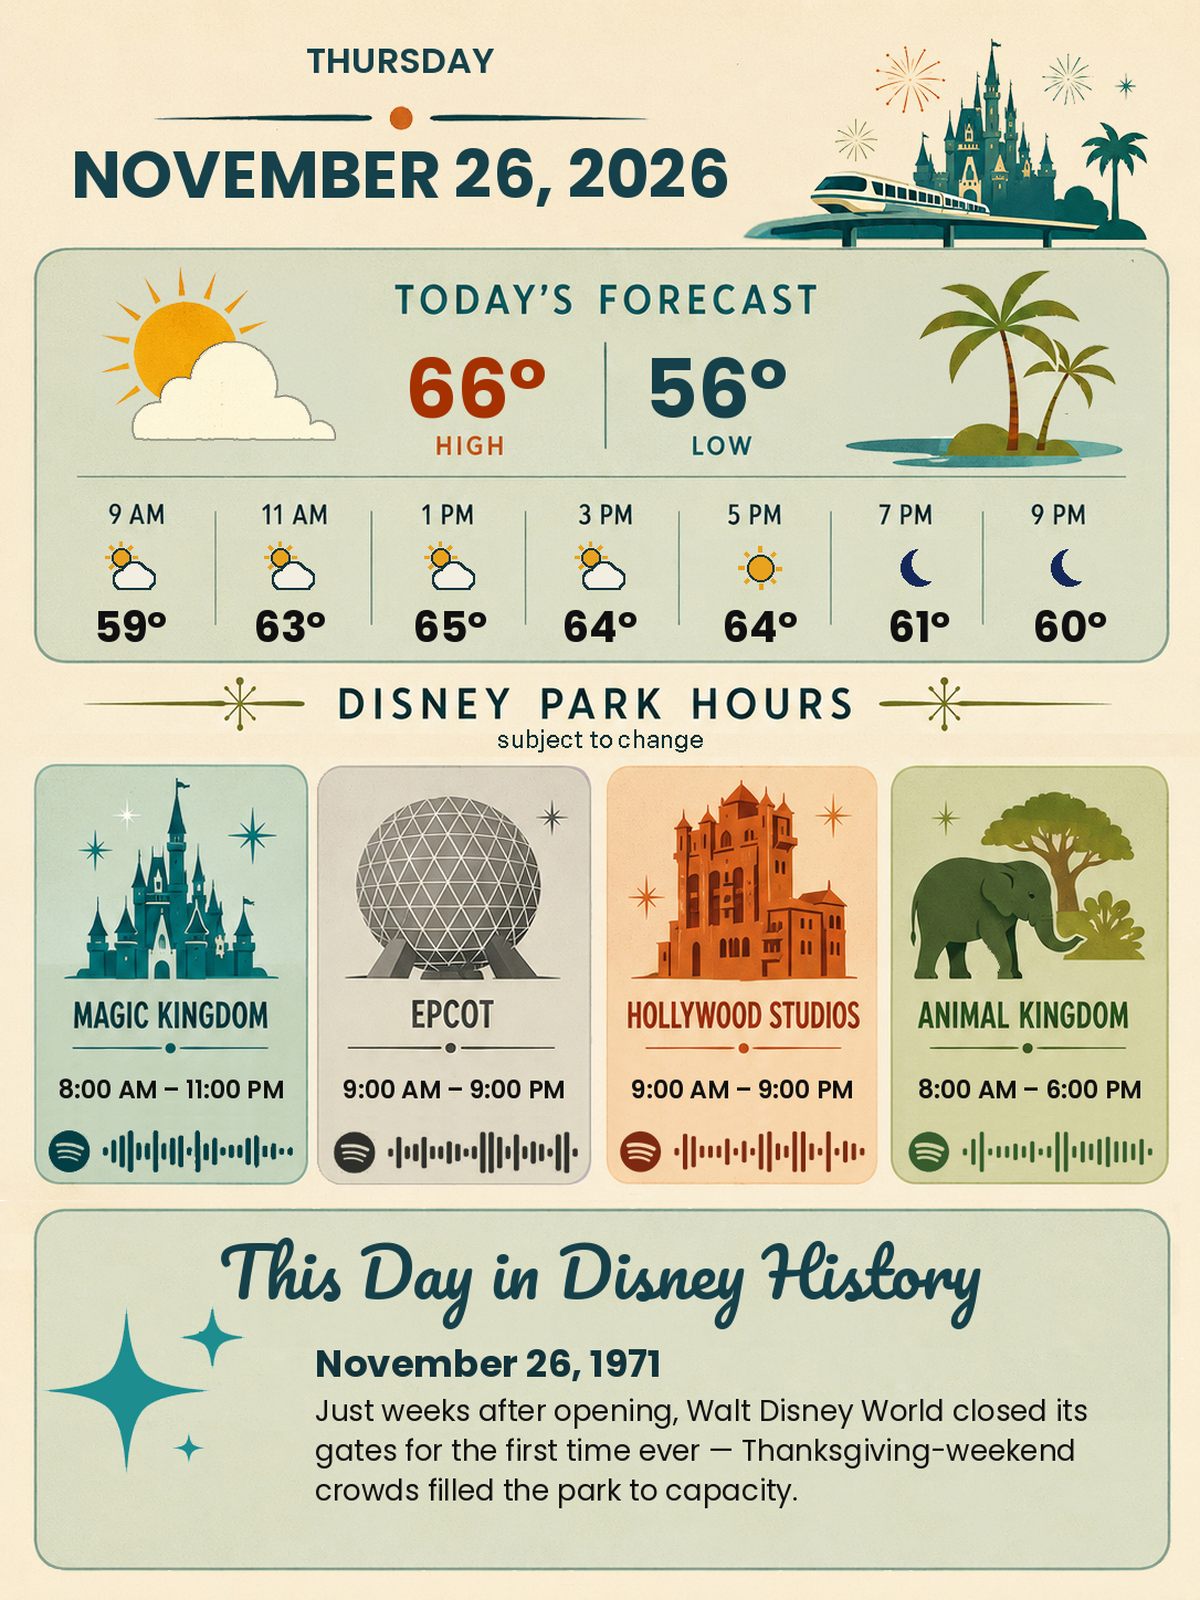 THURSDAY
NOVEMBER 26, 2026
TODAY'S FORECAST
66° 56°
HIGH LOW
9 AM 11 AM 1 PM 3 PM 5 PM 7 PM 9 PM
59° 63° 65° 64° 64° 61° 60°
DISNEY PARK HOURS
subject to change
MAGIC KINGDOM
8:00 AM – 11:00 PM
EPCOT
9:00 AM – 9:00 PM
HOLLYWOOD STUDIOS
9:00 AM – 9:00 PM
ANIMAL KINGDOM
8:00 AM – 6:00 PM
This Day in Disney History
November 26, 1971
Just weeks after opening, Walt Disney World closed its
gates for the first time ever — Thanksgiving-weekend
crowds filled the park to capacity.